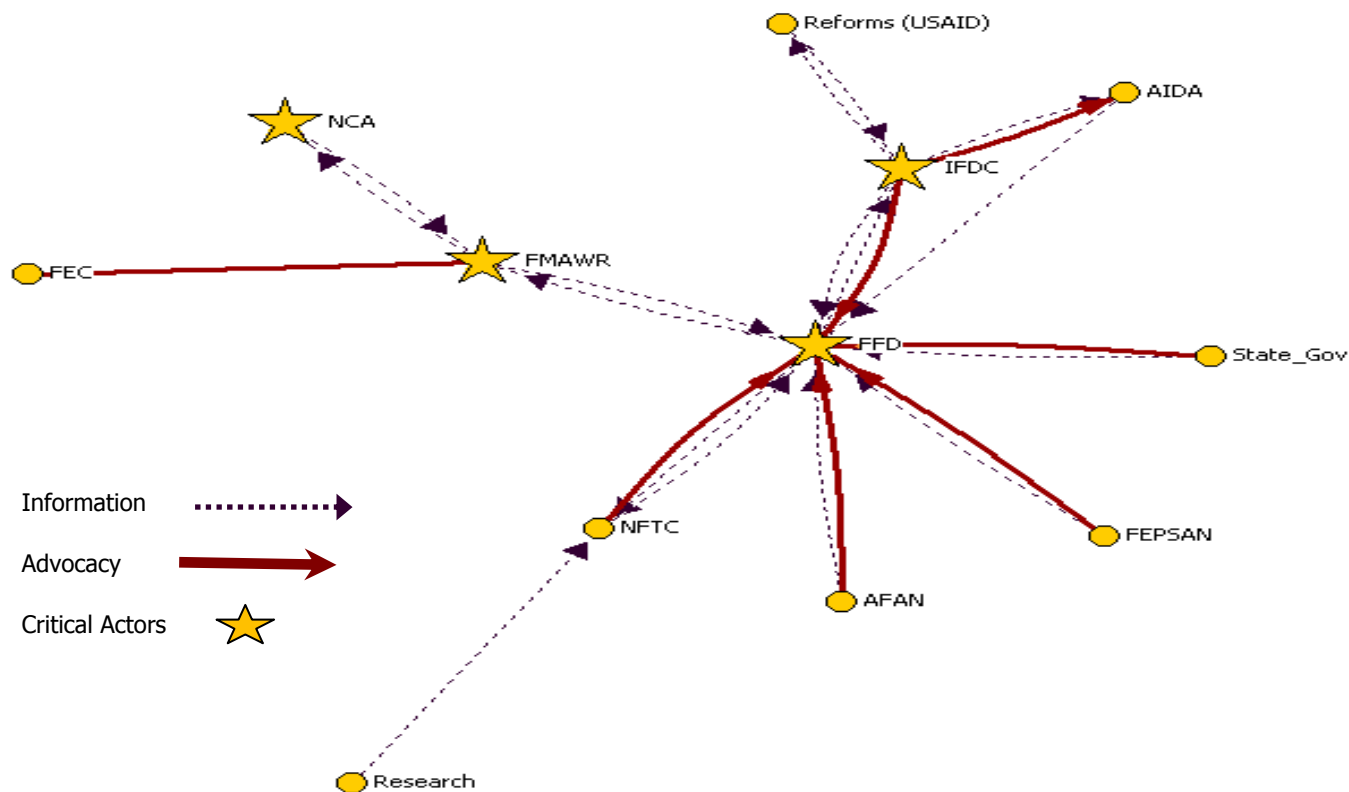 Reforms (USAID)
AIDA
NCA
IFDC
FMAWR
FEC
FFD
State_Gov
Information
NFTC
FEPSAN
Advocacy
AFAN
Critical Actors
Research